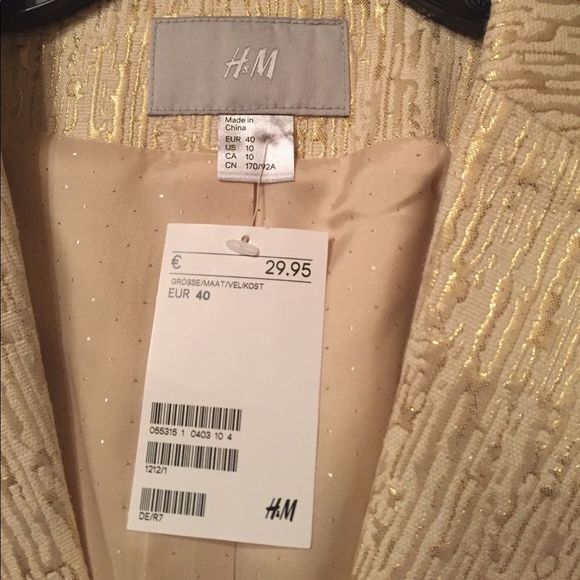 H&M
Made in
China
EUR 40
US 10
CA 10
CN 170/92A
€ 29.95
GRÖSSE/MAAT/VELIKOST
EUR 40
055315 1 0403 10 4
1212/1
DE/R7
H&M